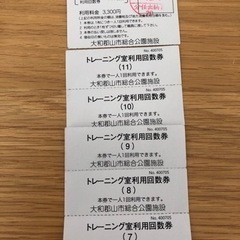 利用回数券
利用料金 3,300円
大和郡山市総合公園施設
No. 400705
トレーニング室利用回数券
(11)
本券で一人1回利用できます。
大和郡山市総合公園施設
No. 400705
トレーニング室利用回数券
(10)
本券で一人1回利用できます。
大和郡山市総合公園施設
No. 400705
トレーニング室利用回数券
(9)
本券で一人1回利用できます。
大和郡山市総合公園施設
No. 400705
トレーニング室利用回数券
(8)
本券で一人1回利用できます。
大和郡山市総合公園施設
No. 400705
トレーニング室利用回数券
(7)